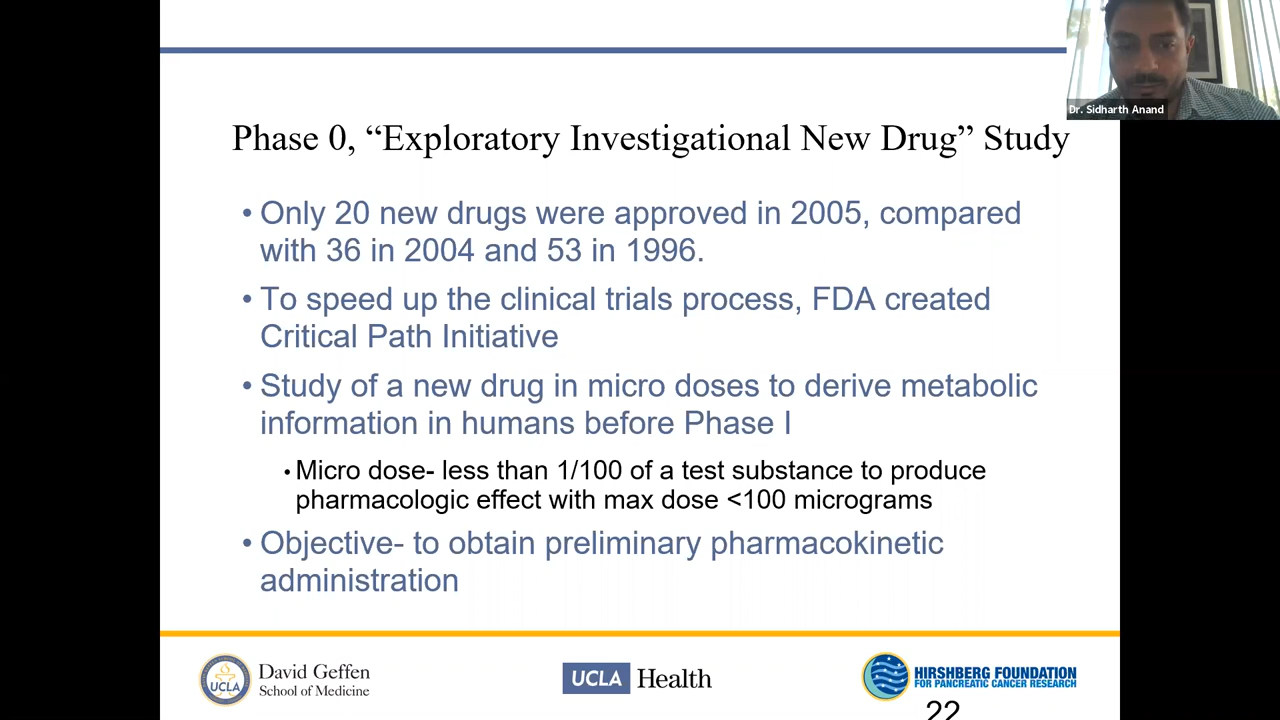 Dr. Sidharth Anand
Phase 0, “Exploratory Investigational New Drug” Study
• Only 20 new drugs were approved in 2005, compared
with 36 in 2004 and 53 in 1996.
• To speed up the clinical trials process, FDA created
Critical Path Initiative
• Study of a new drug in micro doses to derive metabolic
information in humans before Phase I
• Micro dose- less than 1/100 of a test substance to produce
pharmacologic effect with max dose <100 micrograms
• Objective- to obtain preliminary pharmacokinetic
administration
UCLA
David Geffen
School of Medicine
UCLA Health
HIRSHBERG FOUNDATION
FOR PANCREATIC CANCER RESEARCH
22